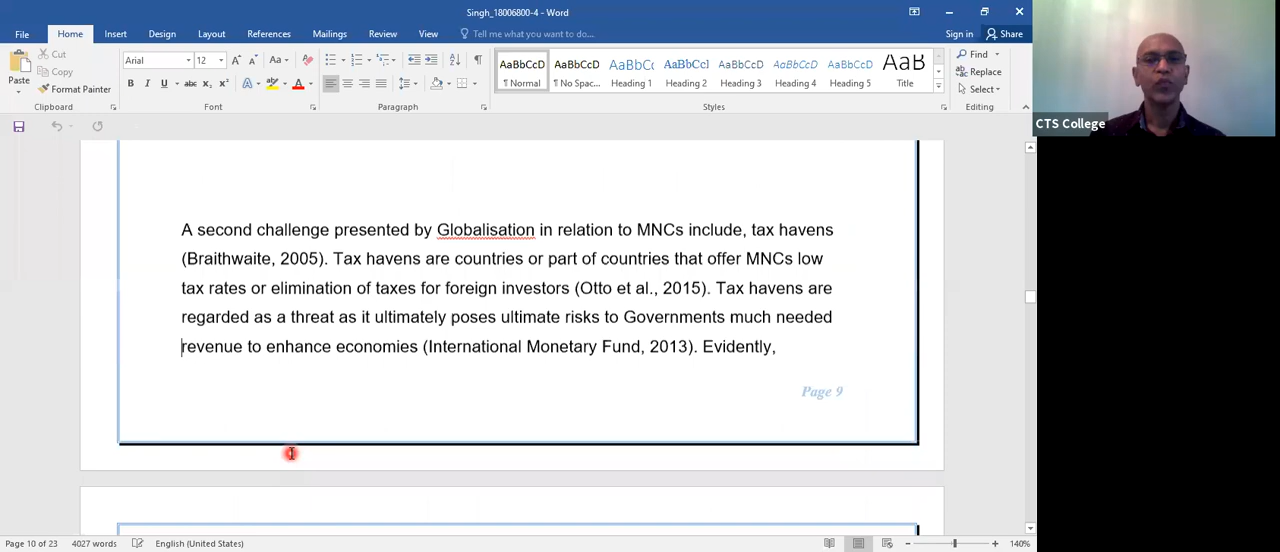 Singh_18006800-4 - Word
File Home Insert Design Layout References Mailings Review View Tell me what you want to do... Sign in Share
Paste Cut Copy Format Painter Clipboard
Arial 12 Aa B I U abc X₂ X² A Font
Paragraph
AaBbCcD AaBbCcD AaBbCc AaBbCcI AaBbCcD AaBbCcD AaBbCcD AaB
¶ Normal ¶ No Spac... Heading 1 Heading 2 Heading 3 Heading 4 Heading 5 Title
Styles
Find Replace Select Editing
CTS College
A second challenge presented by Globalisation in relation to MNCs include, tax havens
(Braithwaite, 2005). Tax havens are countries or part of countries that offer MNCs low
tax rates or elimination of taxes for foreign investors (Otto et al., 2015). Tax havens are
regarded as a threat as it ultimately poses ultimate risks to Governments much needed
revenue to enhance economies (International Monetary Fund, 2013). Evidently,
Page 9
Page 10 of 23 4027 words English (United States) 140%